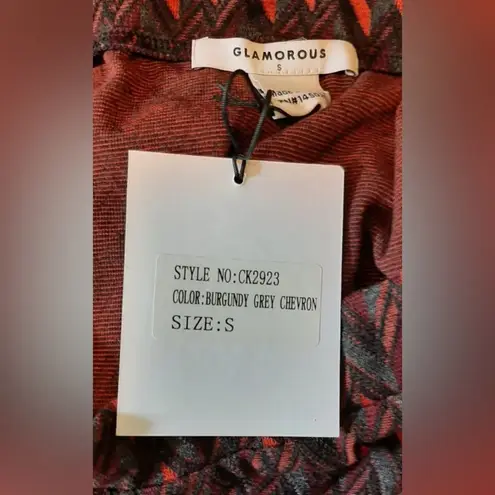 GLAMOROUS
S
STYLE NO:CK2923
COLOR:BURGUNDY GREY CHEVRON
SIZE:S